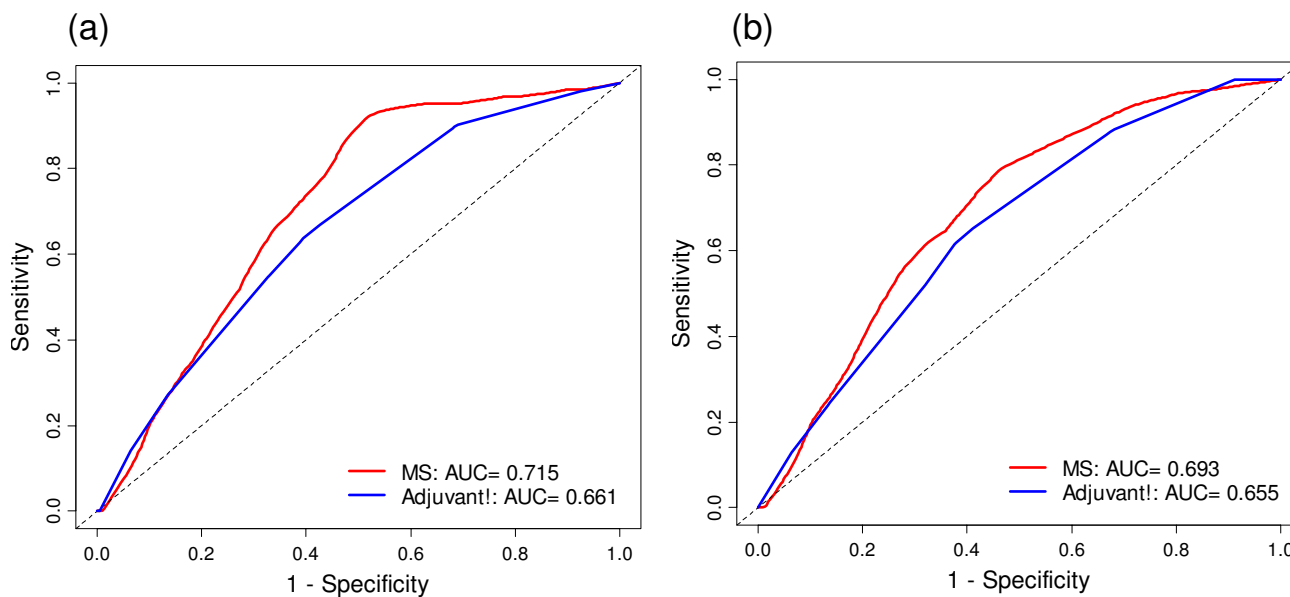 (a)
1.0
0.8
0.6
0.4
0.2
0.0
Sensitivity
MS: AUC= 0.715
Adjuvant!: AUC= 0.661
0.0 0.2 0.4 0.6 0.8 1.0
1 - Specificity
(b)
1.0
0.8
0.6
0.4
0.2
0.0
Sensitivity
MS: AUC= 0.693
Adjuvant!: AUC= 0.655
0.0 0.2 0.4 0.6 0.8 1.0
1 - Specificity